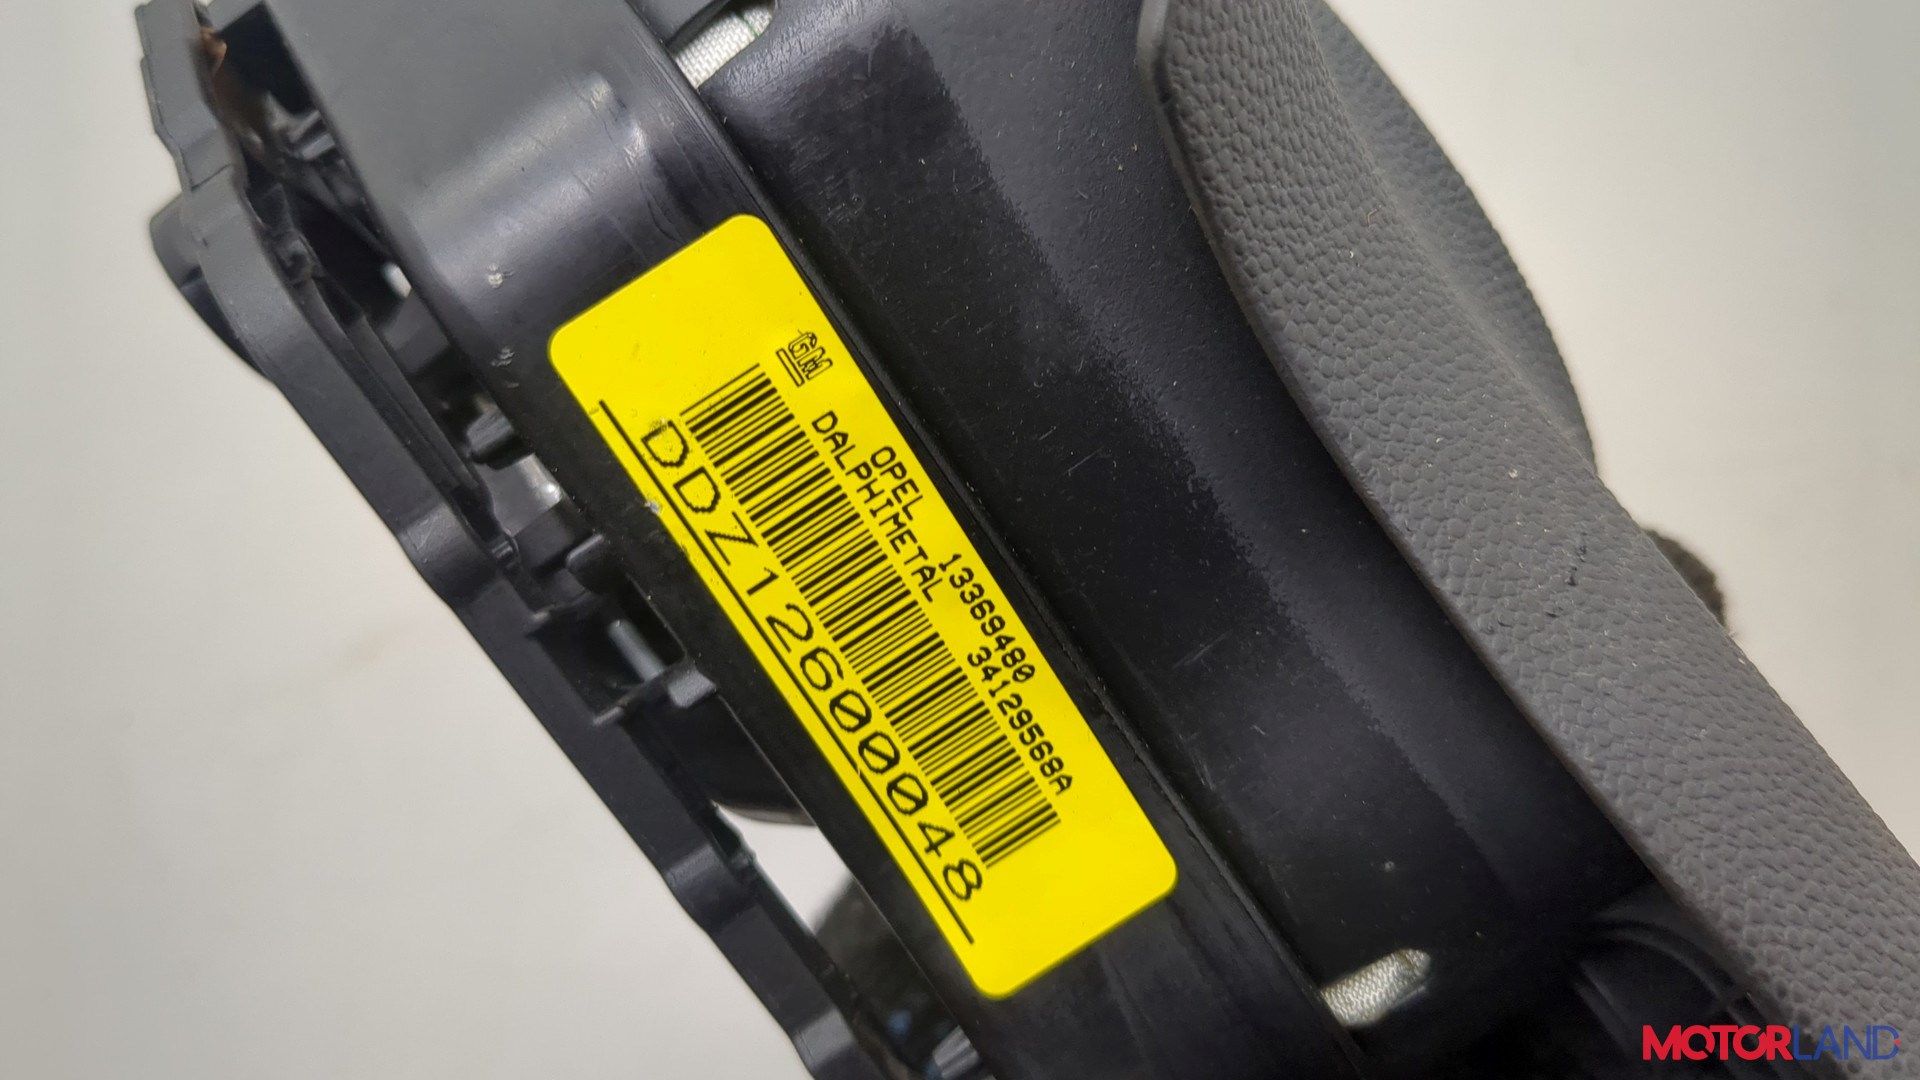 GM
OPEL 13369480
DALPHIMETAL 34129568A
DDZ12600048
MOTORLAND